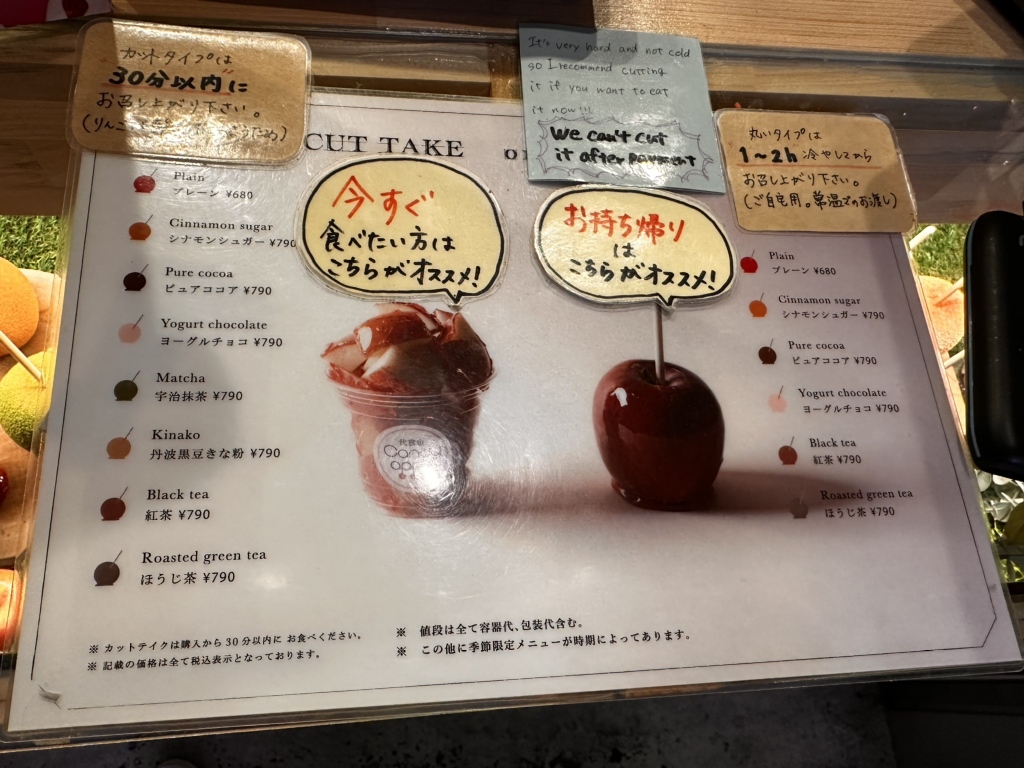 カットタイプは
30分以内に
お召し上がり下さい。
It's very hard and not cold
so I recommend cutting
it if you want to eat
it now!!!
We can't cut
it after payment
丸いタイプは
1~2h 冷やしてから
お召し上がり下さい。
(ご自宅用。常温でのお渡し)
CUT TAKE
or
今すぐ
食べたい方は
こちらがオススメ!
お持ち帰り
は
こちらがオススメ!
Plain
プレーン ¥680
Cinnamon sugar
シナモンシュガー ¥790
Pure cocoa
ピュアココア ¥790
Yogurt chocolate
ヨーグルチョコ ¥790
Matcha
宇治抹茶 ¥790
Kinako
丹波黒豆きな粉 ¥790
Black tea
紅茶 ¥790
Roasted green tea
ほうじ茶 ¥790
代官山
Candy
apple
Plain
プレーン ¥680
Cinnamon sugar
シナモンシュガー ¥790
Pure cocoa
ピュアココア ¥790
Yogurt chocolate
ヨーグルチョコ ¥790
Black tea
紅茶 ¥790
Roasted green tea
ほうじ茶 ¥790
※ カットテイクは購入から30分以内に お食べください。
※ 記載の価格は全て税込表示となっております。
※ 値段は全て容器代、包装代含む。
※ この他に季節限定メニューが時期によってあります。